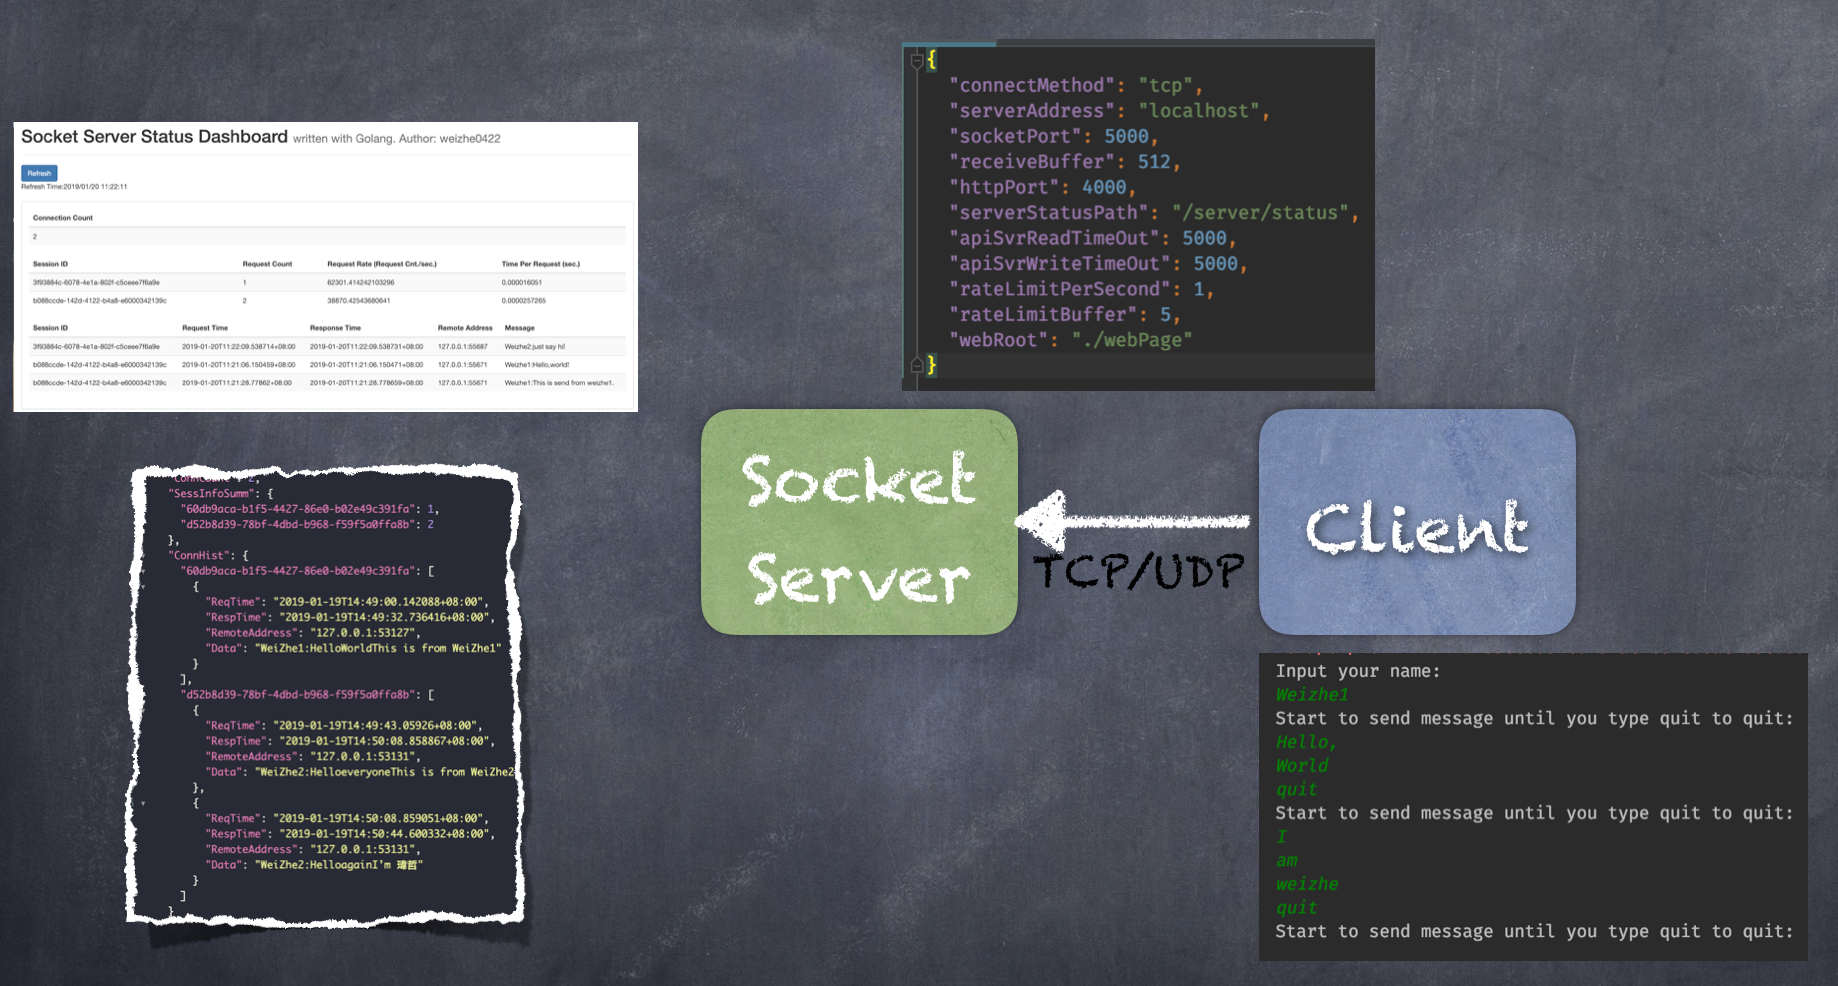 Socket Server Status Dashboard written with Golang. Author: weizhe0422
Refresh
Refresh Time:2019/01/20 11:22:11
Connection Count
2
Session ID Request Count Request Rate (Request Cnt./sec.) Time Per Request (sec.)
3f93884c-6078-4e1a-802f-c5ceee7f6a9e 1 62301.414242103296 0.000016051
b088ccde-142d-4122-b4a8-e6000342139c 2 38870.42543680641 0.0000257265
Session ID Request Time Response Time Remote Address Message
3f93884c-6078-4e1a-802f-c5ceee7f6a9e 2019-01-20T11:22:09.538714+08:00 2019-01-20T11:22:09.538731+08:00 127.0.0.1:55687 Weizhe2:just say hi!
b088ccde-142d-4122-b4a8-e6000342139c 2019-01-20T11:21:06.150459+08:00 2019-01-20T11:21:06.150471+08:00 127.0.0.1:55671 Weizhe1:Hello,world!
b088ccde-142d-4122-b4a8-e6000342139c 2019-01-20T11:21:28.77862+08:00 2019-01-20T11:21:28.778659+08:00 127.0.0.1:55671 Weizhe1:This is send from weizhe1.
{
"connectMethod": "tcp",
"serverAddress": "localhost",
"socketPort": 5000,
"receiveBuffer": 512,
"httpPort": 4000,
"serverStatusPath": "/server/status",
"apiSvrReadTimeOut": 5000,
"apiSvrWriteTimeOut": 5000,
"rateLimitPerSecond": 1,
"rateLimitBuffer": 5,
"webRoot": "./webPage"
}
Socket
Server
TCP/UDP
Client
"SessInfoSumm": {
"60db9aca-b1f5-4427-86e0-b02e49c391fa": 1,
"d52b8d39-78bf-4dbd-b968-f59f5a0ffa8b": 2
},
"ConnHist": {
"60db9aca-b1f5-4427-86e0-b02e49c391fa": [
{
"ReqTime": "2019-01-19T14:49:00.142088+08:00",
"RespTime": "2019-01-19T14:49:32.736416+08:00",
"RemoteAddress": "127.0.0.1:53127",
"Data": "WeiZhe1:HelloWorldThis is from WeiZhe1"
}
],
"d52b8d39-78bf-4dbd-b968-f59f5a0ffa8b": [
{
"ReqTime": "2019-01-19T14:49:43.05926+08:00",
"RespTime": "2019-01-19T14:50:08.858867+08:00",
"RemoteAddress": "127.0.0.1:53131",
"Data": "WeiZhe2:HelloeveryoneThis is from WeiZhe2
},
{
"ReqTime": "2019-01-19T14:50:08.859051+08:00",
"RespTime": "2019-01-19T14:50:44.600332+08:00",
"RemoteAddress": "127.0.0.1:53131",
"Data": "WeiZhe2:HelloagainI'm 瑋哲"
}
]
}
Input your name:
Weizhe1
Start to send message until you type quit to quit:
Hello,
World
quit
Start to send message until you type quit to quit:
I
am
weizhe
quit
Start to send message until you type quit to quit: